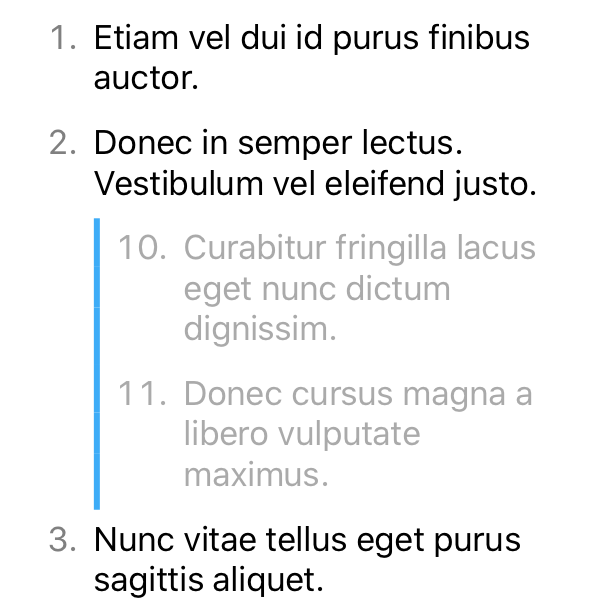 1. Etiam vel dui id purus finibus
auctor.
2. Donec in semper lectus.
Vestibulum vel eleifend justo.
10. Curabitur fringilla lacus
eget nunc dictum
dignissim.
11. Donec cursus magna a
libero vulputate
maximus.
3. Nunc vitae tellus eget purus
sagittis aliquet.